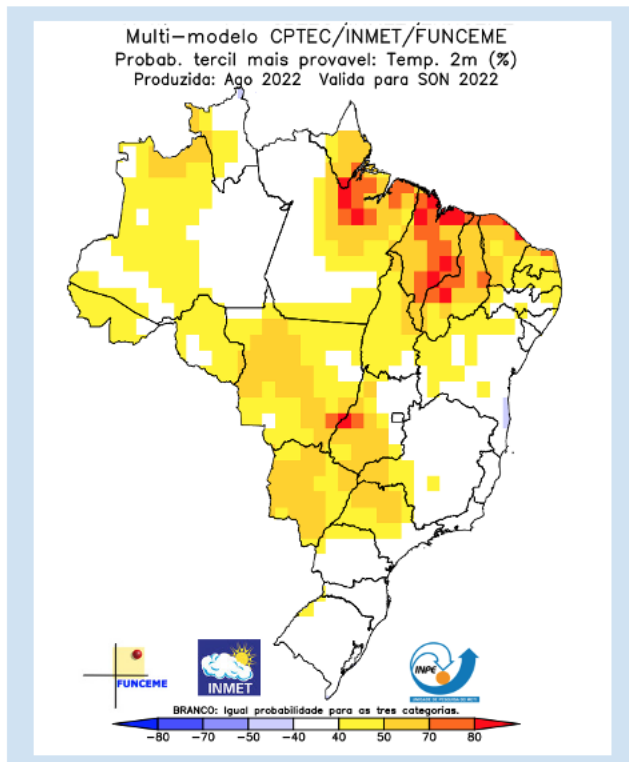 Multi-modelo CPTEC/INMET/FUNCEME
Probab. tercil mais provavel: Temp. 2m (%)
Produzida: Ago 2022 Valida para SON 2022
FUNCEME
INMET
INPE
BRANCO: Igual probabilidade para as tres categorias.
-80 -70 -50 -40 40 50 70 80